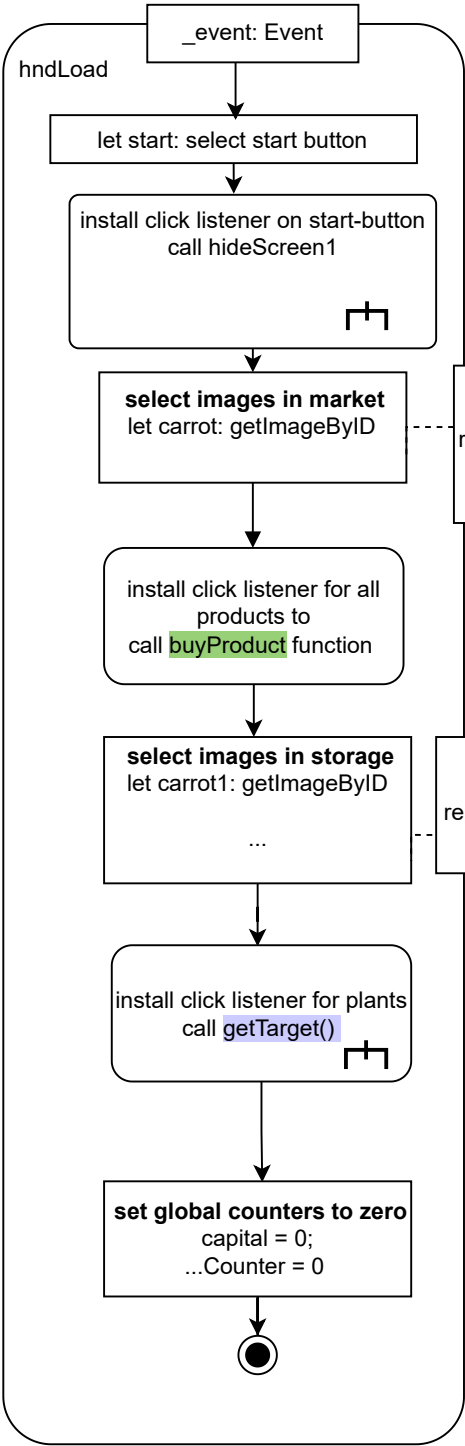 _event: Event
hndLoad
let start: select start button
install click listener on start-button
call hideScreen1
select images in market
let carrot: getImageByID
install click listener for all
products to
call buyProduct function
select images in storage
let carrot1: getImageByID
...
install click listener for plants
call getTarget()
set global counters to zero
capital = 0;
...Counter = 0